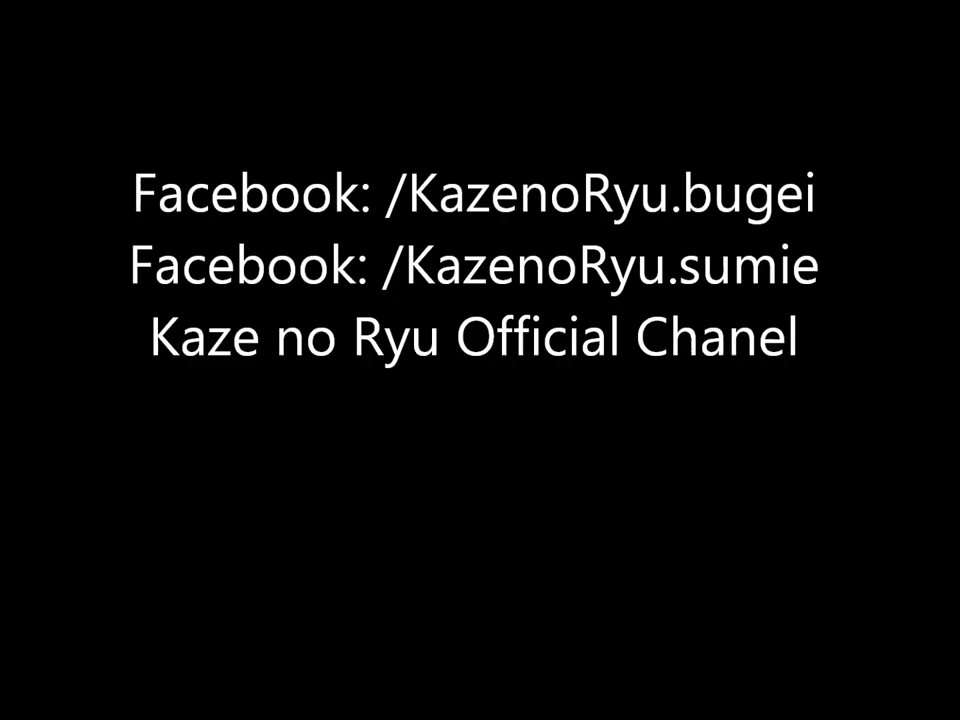 Facebook: /KazenoRyu.bugei
Facebook: /KazenoRyu.sumie
Kaze no Ryu Official Chanel